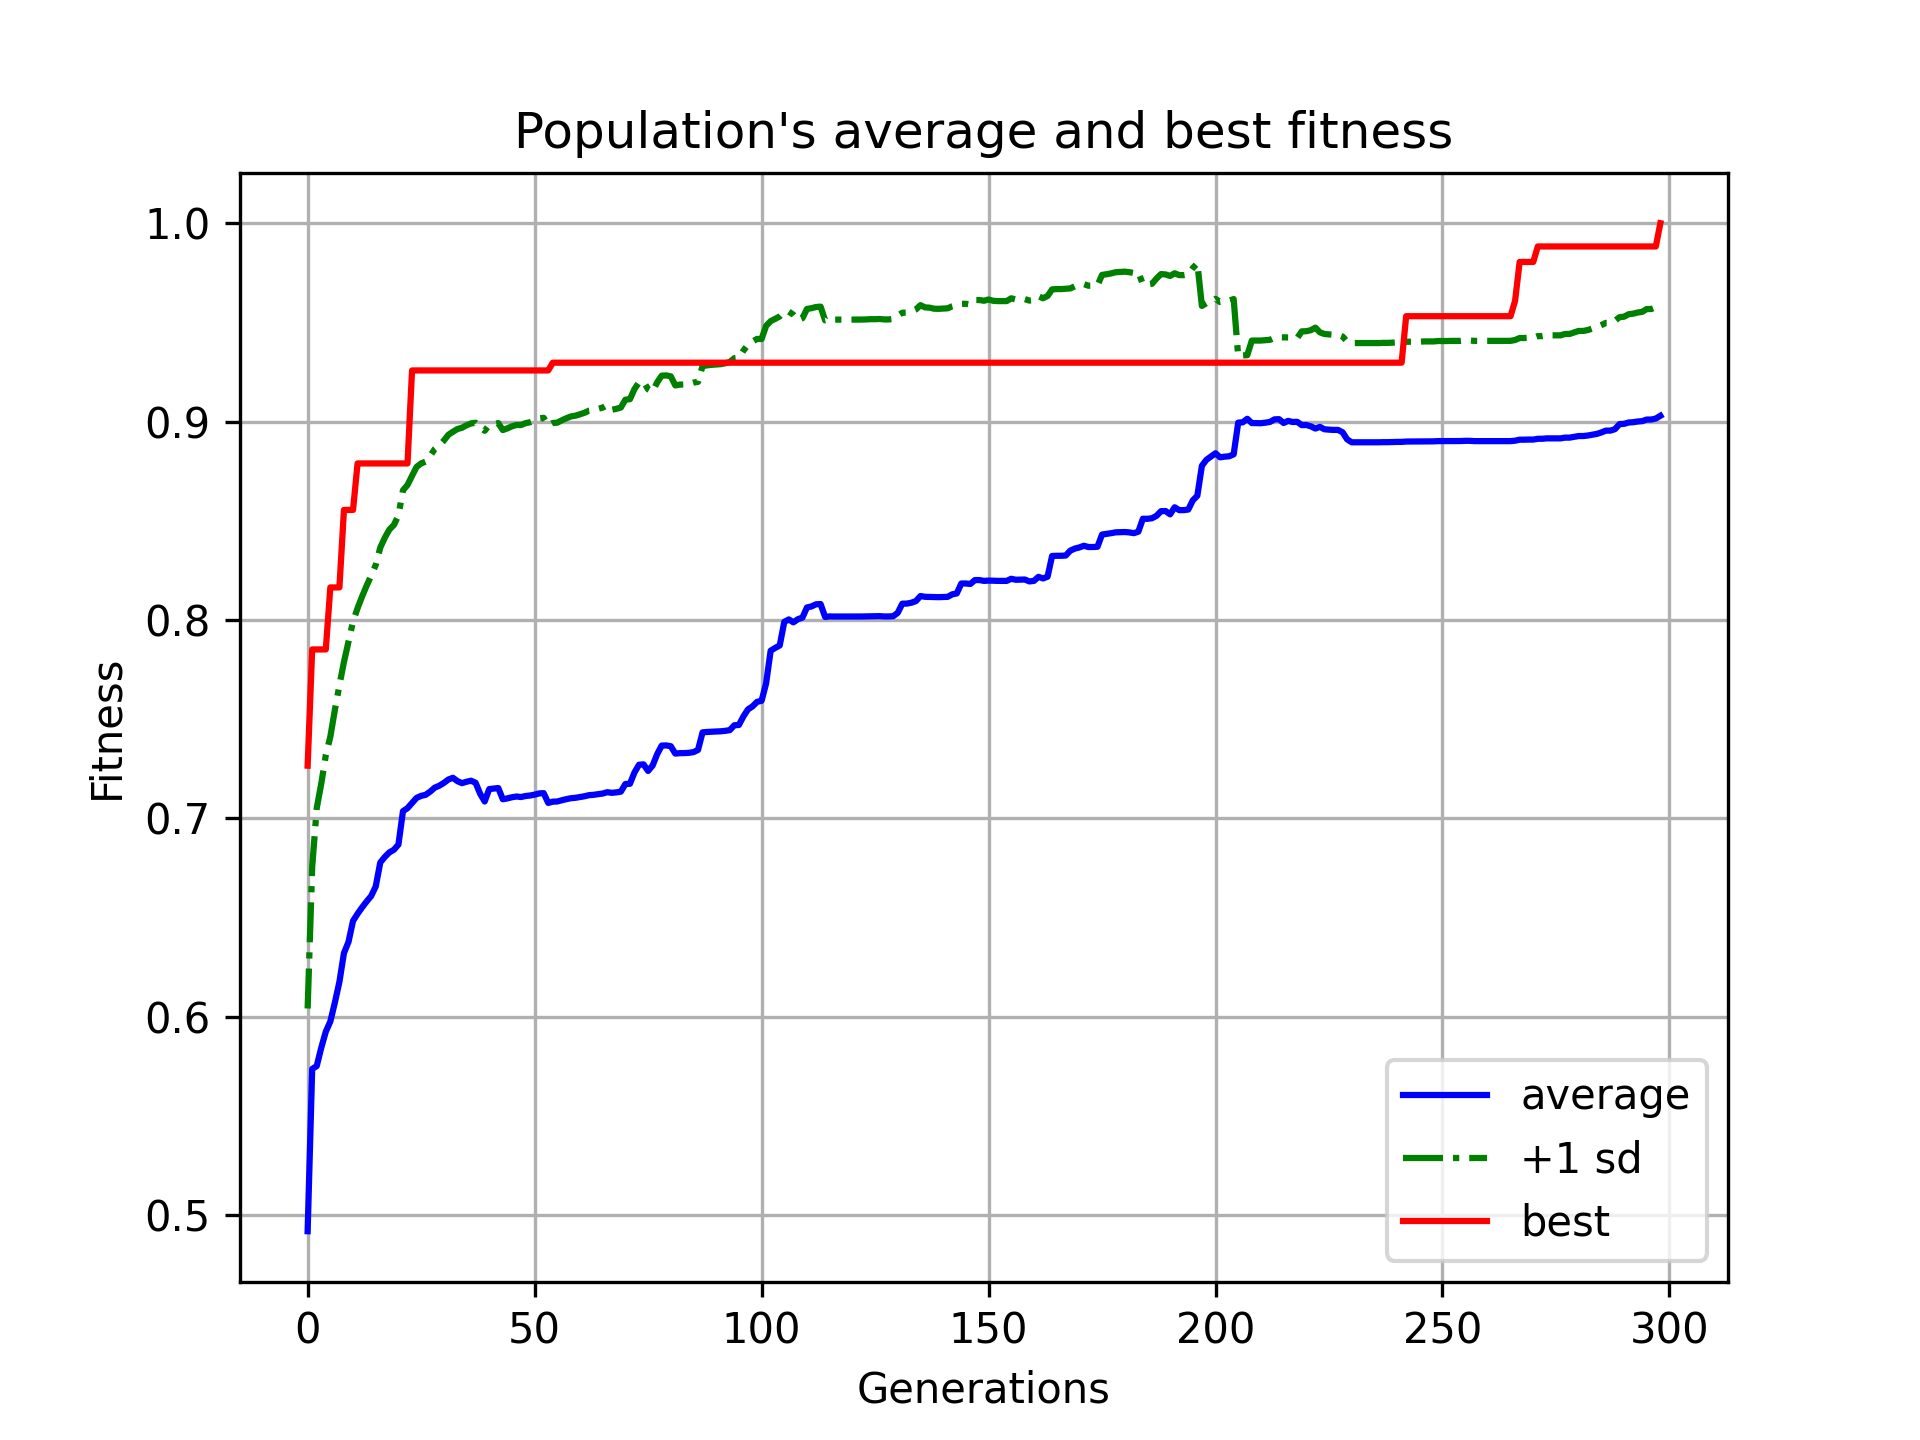 Population's average and best fitness
1.0
0.9
0.8
0.7
0.6
0.5
Fitness
average
+1 sd
best
0 50 100 150 200 250 300
Generations